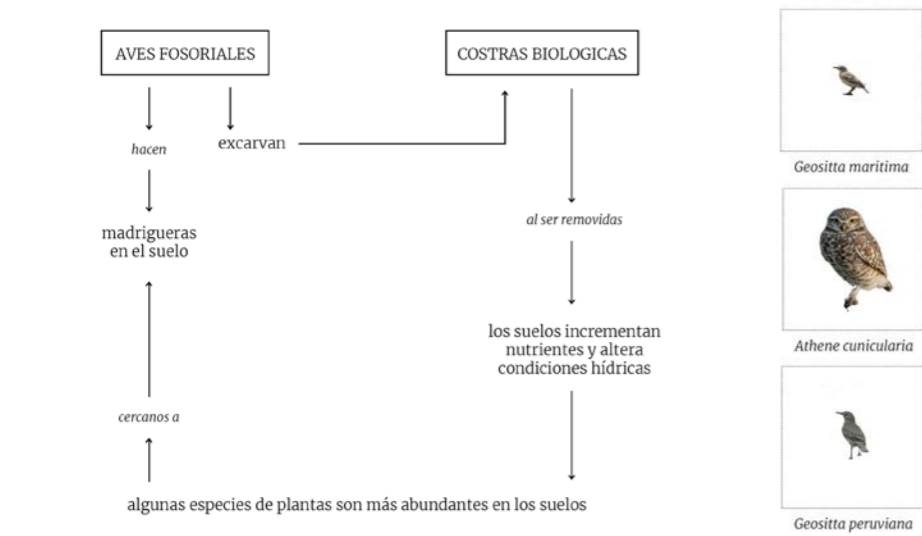 AVES FOSORIALES
COSTRAS BIOLOGICAS
hacen
excarvan
madrigueras
en el suelo
al ser removidas
los suelos incrementan
nutrientes y altera
condiciones hídricas
cercanos a
algunas especies de plantas son más abundantes en los suelos
Geositta maritima
Athene cunicularia
Geositta peruviana